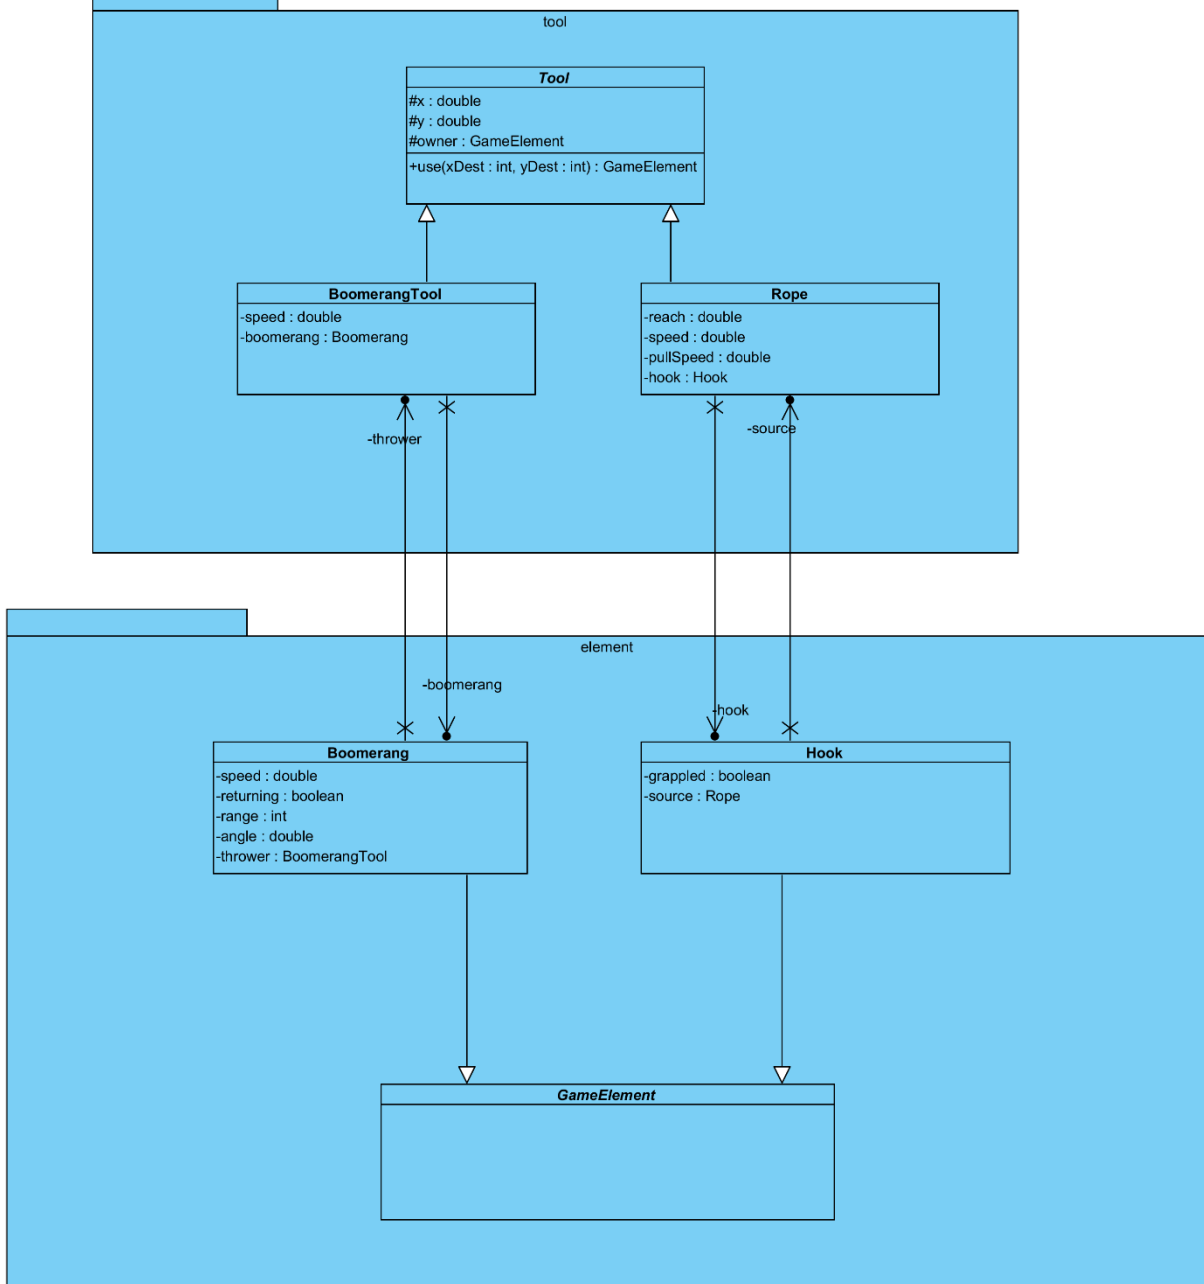 tool
Tool
#x : double
#y : double
#owner : GameElement
+use(xDest : int, yDest : int) : GameElement
BoomerangTool
-speed : double
-boomerang : Boomerang
Rope
-reach : double
-speed : double
-pullSpeed : double
-hook : Hook
-thrower
-source
element
-boomerang
-hook
Boomerang
-speed : double
-returning : boolean
-range : int
-angle : double
-thrower : BoomerangTool
Hook
-grappled : boolean
-source : Rope
GameElement